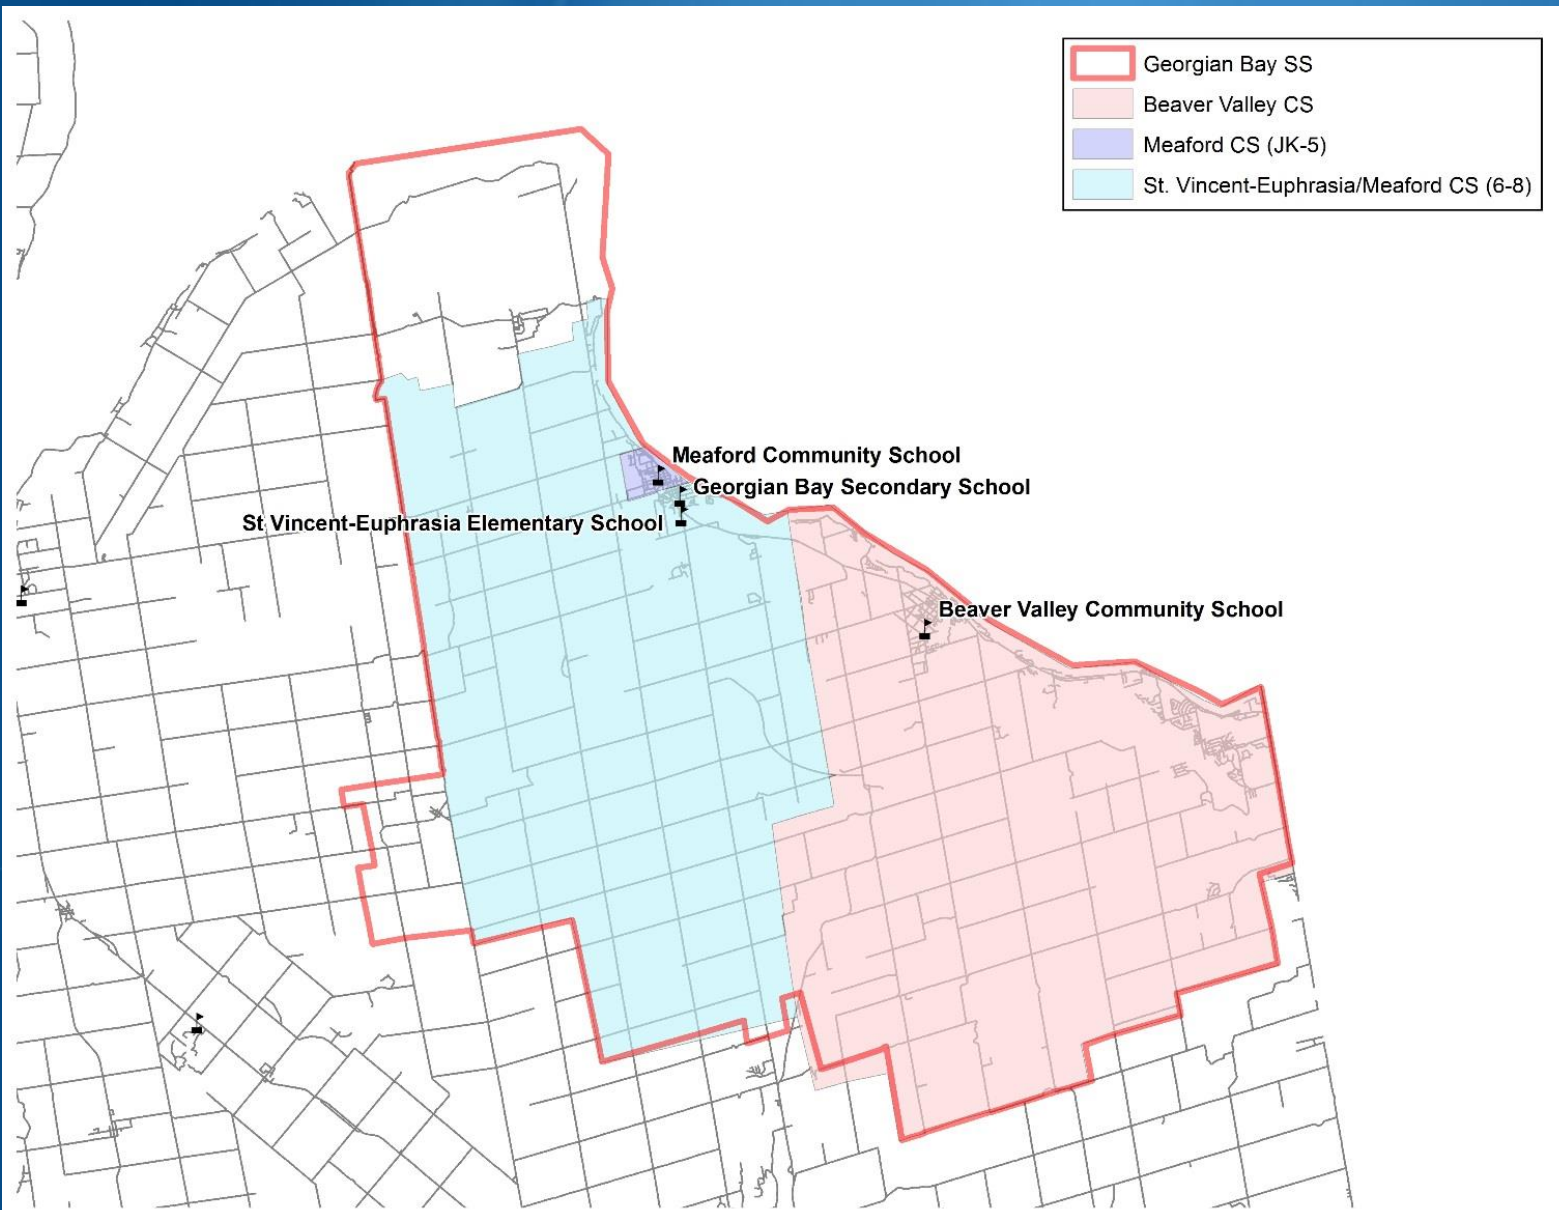 Georgian Bay SS
Beaver Valley CS
Meaford CS (JK-5)
St. Vincent-Euphrasia/Meaford CS (6-8)
Meaford Community School
Georgian Bay Secondary School
St Vincent-Euphrasia Elementary School
Beaver Valley Community School